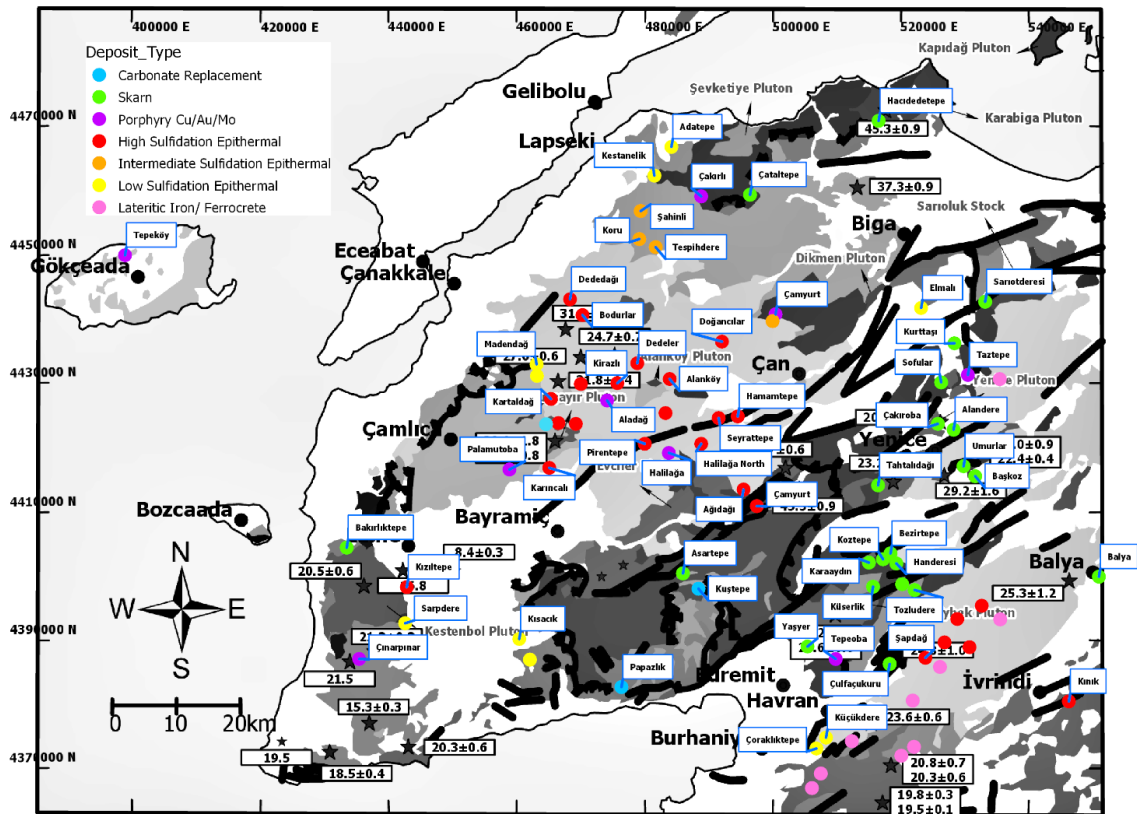 400000 E
420000 E
440000 E
460000 E
480000 E
500000 E
520000 E
540000 E
Deposit_Type
Carbonate Replacement
Skarn
Porphyry Cu/Au/Mo
High Sulfidation Epithermal
Intermediate Sulfidation Epithermal
Low Sulfidation Epithermal
Lateritic Iron/ Ferrocrete
Kapıdağ Pluton
Gelibolu
Şevketiye Pluton
Hacıdedetepe
Karabiga Pluton
4470000 N
45.3±0.9
Lapseki
Adatepe
Kestanelik
Çakırlı
Çataltepe
37.3±0.9
Sarıoluk Stock
Şahinli
Biga
Koru
Tespihdere
4450000 N
Tepeköy
Gökçeada
Eceabat
Çanakkale
Dikmen Pluton
Dededağı
Bodurlar
Doğancılar
Çamyurt
Elmalı
Sarıotderesi
Kurttaşı
Madendağ
Kirazlı
Dedeler
Alanköy Pluton
Sofular
Taztepe
4430000 N
Kartaldağ
Alanköy
Çan
Hamamtepe
Çakıroba
Alandere
Çamlıca
Aladağ
Seyrattepe
Yenice
Umurlar
Palamutoba
Pirentepe
Halilağa
Halilağa North
Tahtalıdağı
Başkoz
29.2±1.6
Karıncalı
Ağıdağı
Çamyurt
4410000 N
Bozcaada
Bayramiç
Bakırlıktepe
8.4±0.3
Asartepe
Koztepe
Bezirtepe
Karaaydın
Handeresi
Balya
Balya
20.5±0.6
Kızıltepe
Kuştepe
25.3±1.2
N
W
E
S
Sarpdere
Kestenbol Pluton
Kısacık
Küserlik
Tozludere
4390000 N
Yaşyer
Tepeoba
Şapdağ
Çınarpınar
21.5
Papazlık
Çulfaçukuru
İvrindi
Kınık
Havran
15.3±0.3
23.6±0.6
0
10
20km
Küçükdere
Çoraklıktepe
4370000 N
19.5
18.5±0.4
20.3±0.6
20.8±0.7
20.3±0.6
19.8±0.3
19.5±0.1